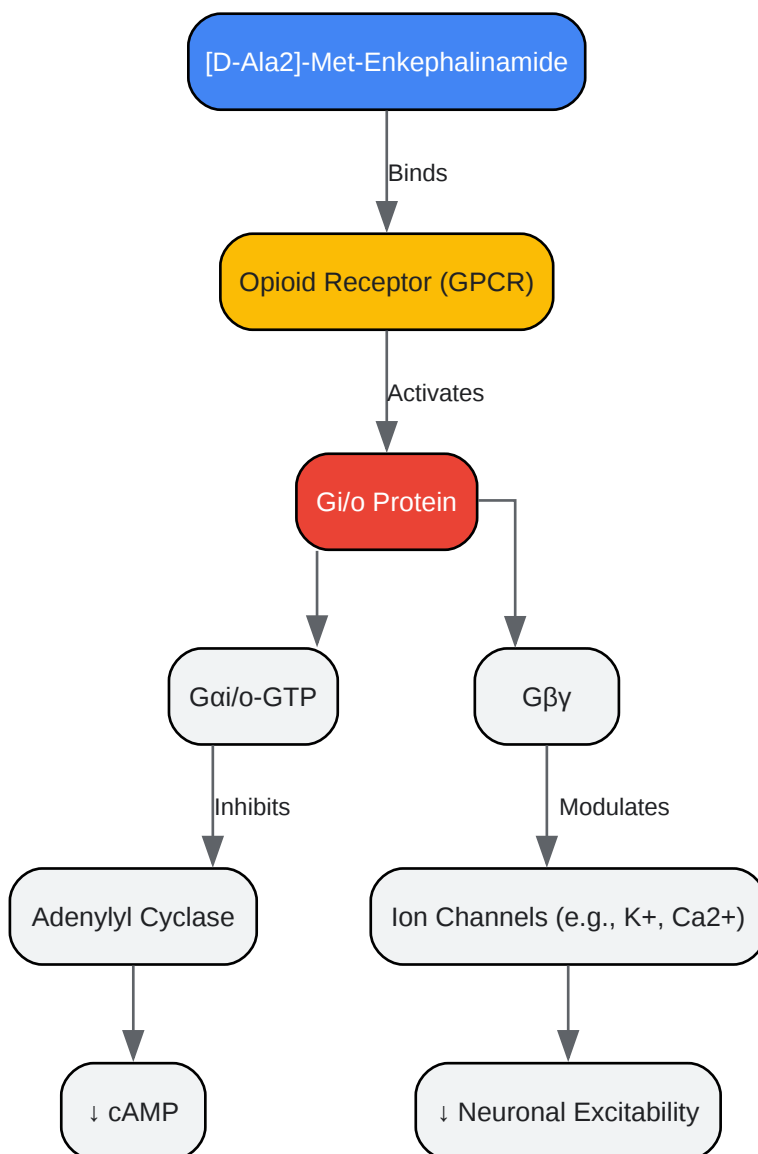 [D-Ala2]-Met-Enkephalinamide
Binds
Opioid Receptor (GPCR)
Activates
Gi/o Protein
Gαi/o-GTP
Gβγ
Inhibits
Modulates
Adenylyl Cyclase
Ion Channels (e.g., K+, Ca2+)
↓ cAMP
↓ Neuronal Excitability